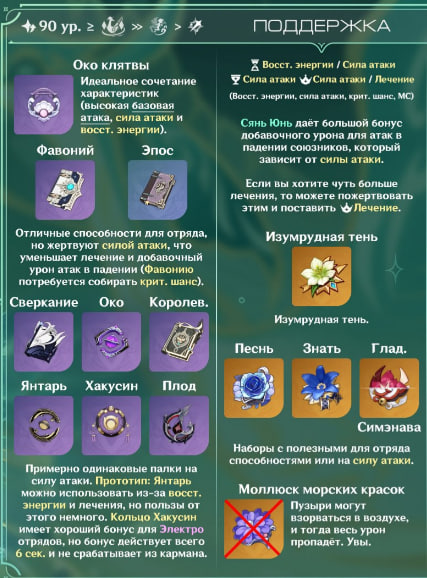 90 ур. ≥ >> >
ПОДДЕРЖКА
Око клятвы
Идеальное сочетание
характеристик
(высокая базовая
атака, сила атаки и
восст. энергии).
Фавоний Эпос
Отличные способности для отряда,
но жертвуют силой атаки, что
уменьшает лечение и добавочный
урон атак в падении (Фавонию
потребуется собирать крит. шанс).
Сверкание Око Королев.
Янтарь Хакусин Плод
Примерно одинаковые палки на
силу атаки. Прототип: Янтарь
можно использовать из-за восст.
энергии и лечения, но пользы от
этого немного. Кольцо Хакусин
имеет хороший бонус для Электро
отрядов, но бонус действует всего
6 сек. и не срабатывает из кармана.
Восст. энергии / Сила атаки
Сила атаки Сила атаки / Лечение
(Восст. энергии, сила атаки, крит. шанс, МС)
Сянь Юнь даёт большой бонус
добавочного урона для атак в
падении союзников, который
зависит от силы атаки.
Если вы хотите чуть больше
лечения, то можете пожертвовать
этим и поставить Лечение.
Изумрудная тень
Изумрудная тень.
Песнь Знать Глад.
Симэнава
Наборы с полезными для отряда
способностями или на силу атаки.
Моллюск морских красок
Пузыри могут
взорваться в воздухе,
и тогда весь урон
пропадёт. Увы.